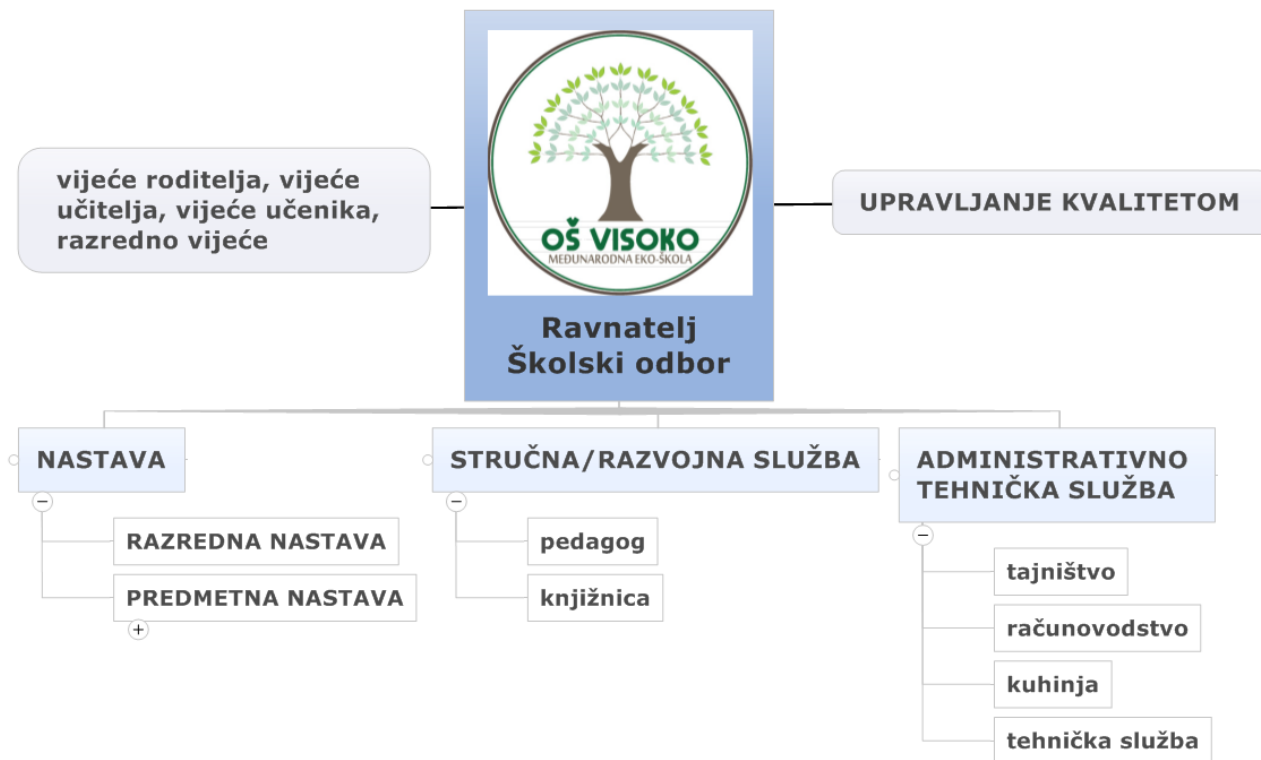 OŠ VISOKO
MEĐUNARODNA EKO-ŠKOLA
vijeće roditelja, vijeće
učitelja, vijeće učenika,
razredno vijeće
UPRAVLJANJE KVALITETOM
Ravnatelj
Školski odbor
NASTAVA
RAZREDNA NASTAVA
PREDMETNA NASTAVA
STRUČNA/RAZVOJNA SLUŽBA
pedagog
knjižnica
ADMINISTRATIVNO
TEHNIČKA SLUŽBA
tajništvo
računovodstvo
kuhinja
tehnička služba